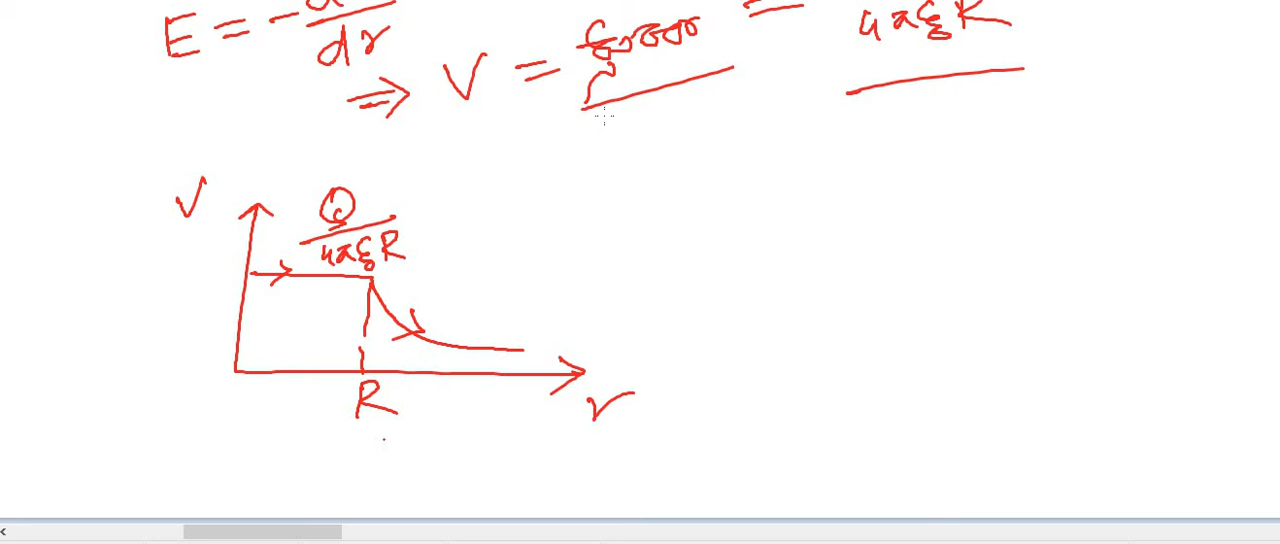 E = - d
dr
⇒ V =
= 4πε₀R
V
Q
4πε₀R
R
r